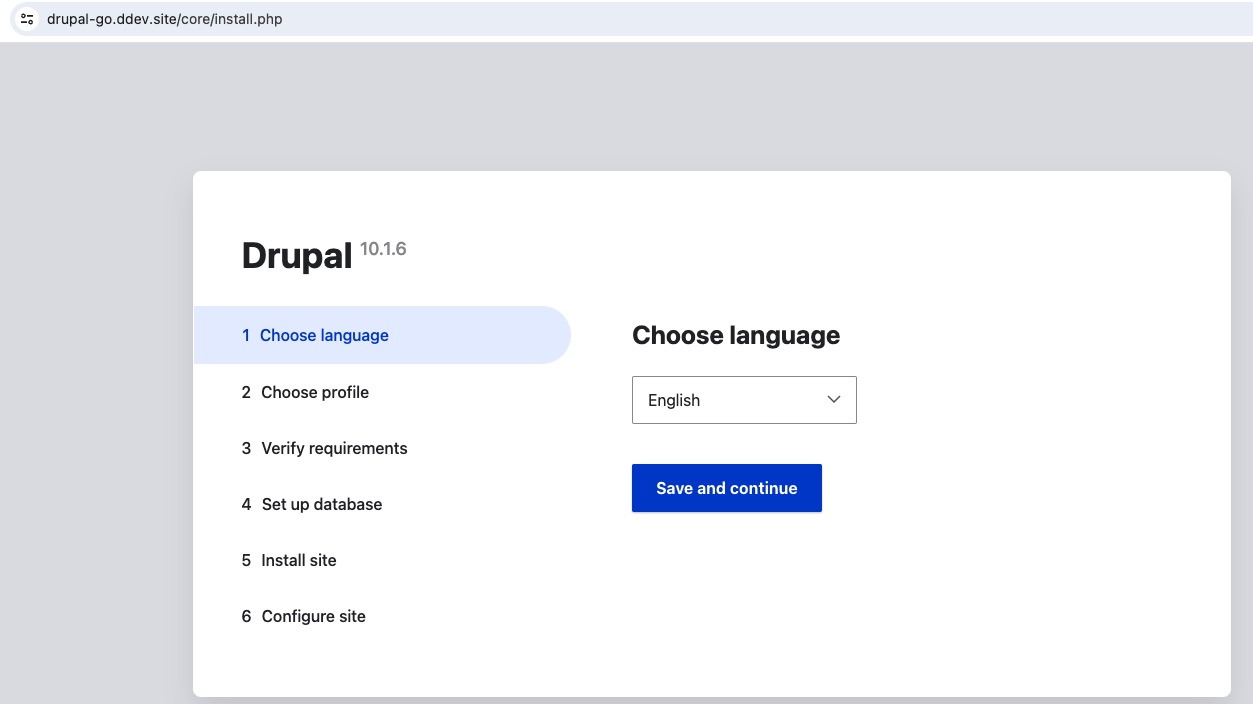 drupal-go.ddev.site/core/install.php
Drupal 10.1.6
1 Choose language
2 Choose profile
3 Verify requirements
4 Set up database
5 Install site
6 Configure site
Choose language
English
Save and continue